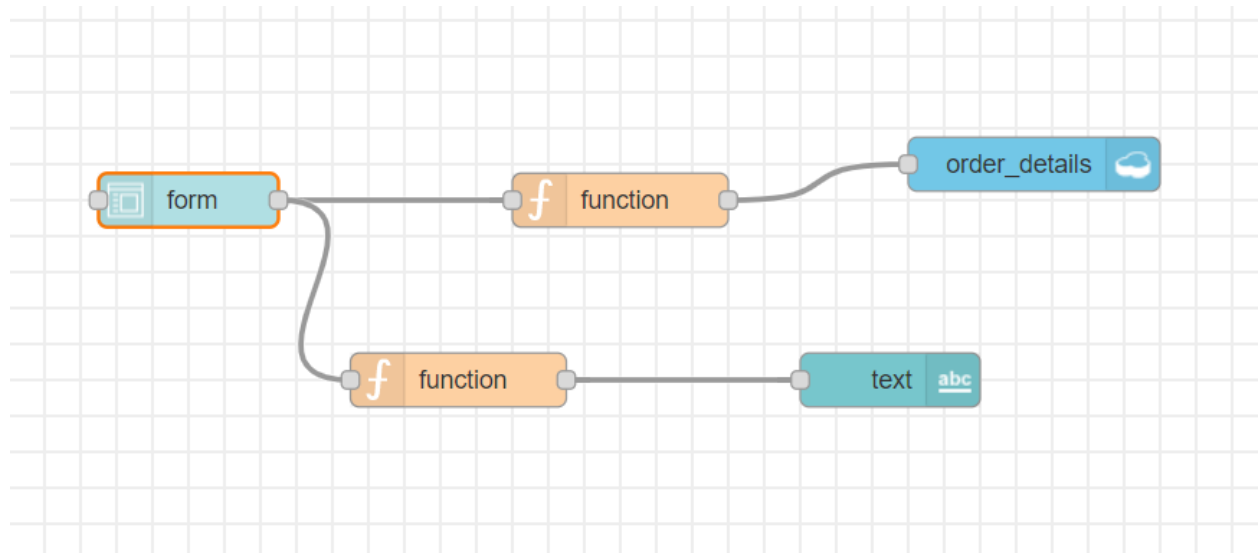 order_details
form
function
function
text
abc